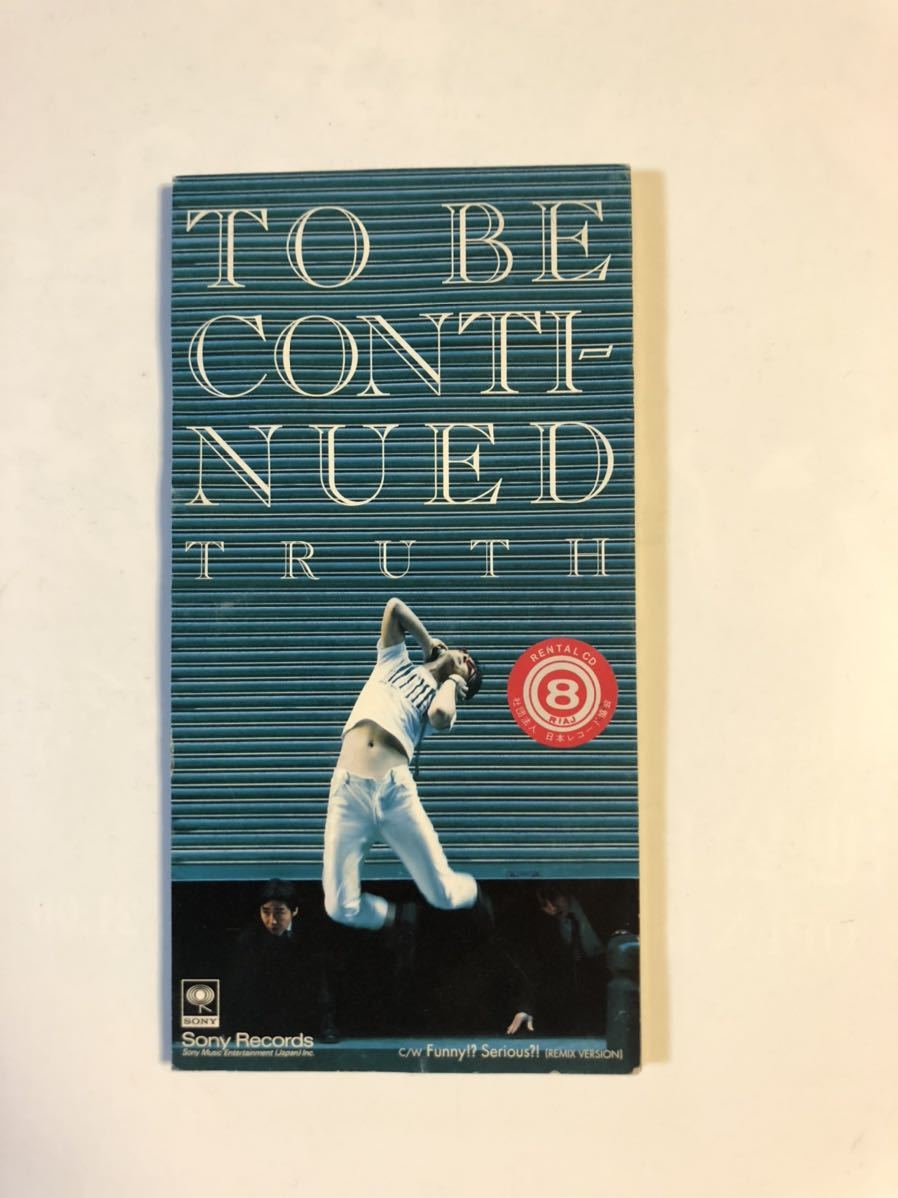 TO BE
CONTI-
NUED
TRUTH
RENTAL CD
8
RIAJ
社団法人 日本レコード協会
SONY
Sony Records
Sony Music Entertainment (Japan) Inc.
C/W Funny!? Serious?! (REMIX VERSION)